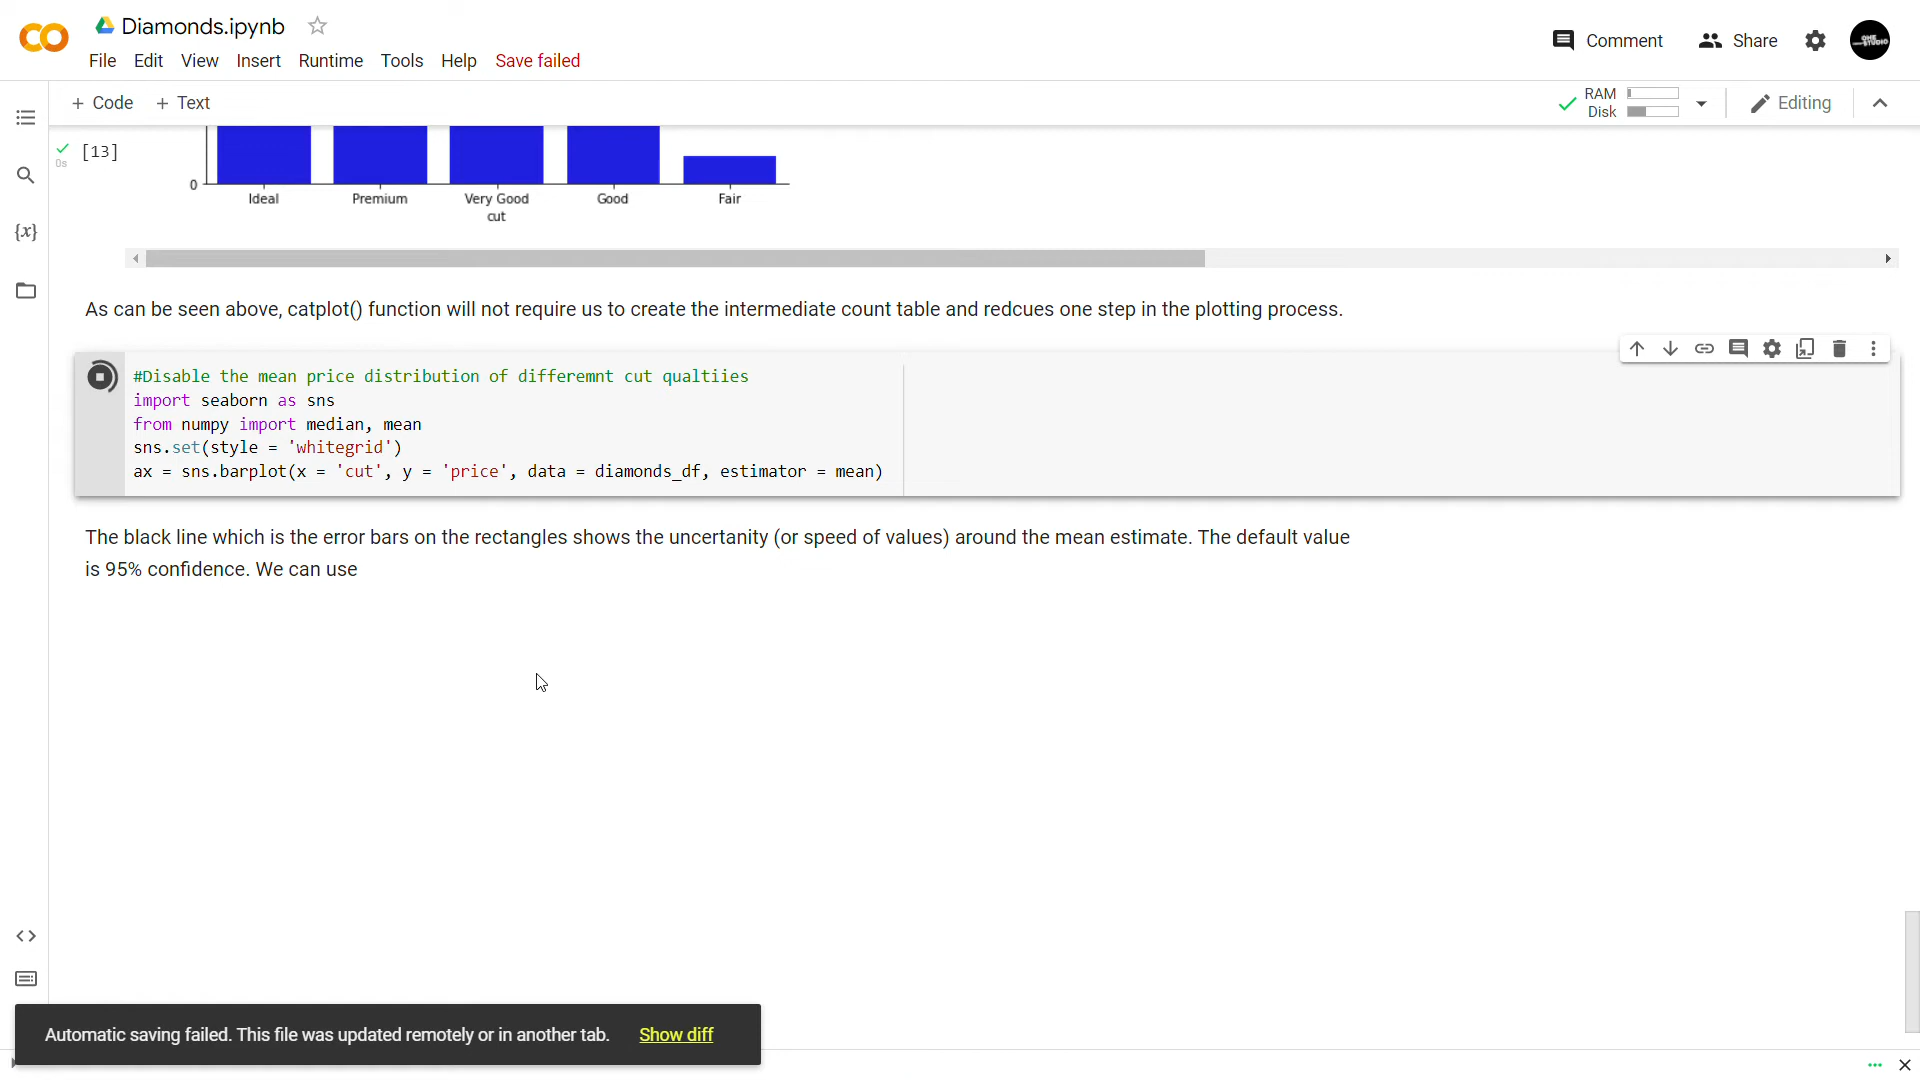 Diamonds.ipynb
File Edit View Insert Runtime Tools Help Save failed
Comment Share
+ Code + Text
RAM
Disk
Editing
[13]
0s
0
Ideal Premium Very Good Good Fair
cut
As can be seen above, catplot() function will not require us to create the intermediate count table and redcues one step in the plotting process.
#Disable the mean price distribution of differemnt cut qualtiies
import seaborn as sns
from numpy import median, mean
sns.set(style = 'whitegrid')
ax = sns.barplot(x = 'cut', y = 'price', data = diamonds_df, estimator = mean)
The black line which is the error bars on the rectangles shows the uncertanity (or speed of values) around the mean estimate. The default value
is 95% confidence. We can use
Automatic saving failed. This file was updated remotely or in another tab. Show diff